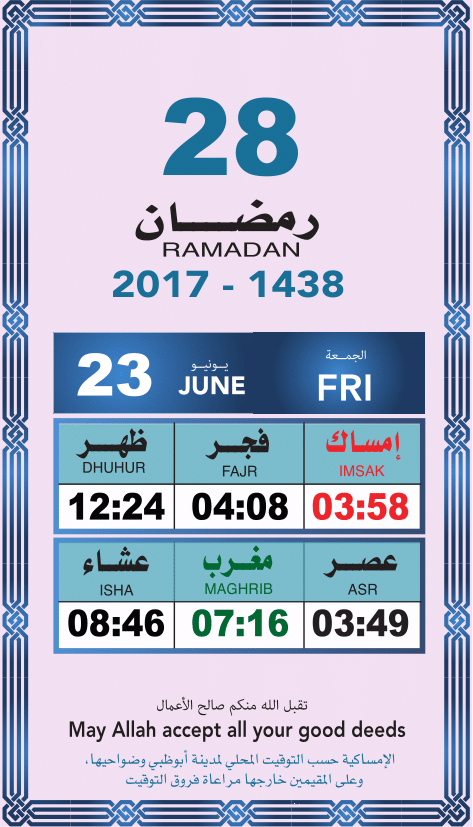 28
رمضان
RAMADAN
2017 - 1438
23 يونيو JUNE الجمعة FRI
ظهر فجر إمساك
DHUHUR FAJR IMSAK
12:24 04:08 03:58
عشاء مغرب عصر
ISHA MAGHRIB ASR
08:46 07:16 03:49
تقبل الله منكم صالح الأعمال
May Allah accept all your good deeds
الإمساكية حسب التوقيت المحلي لمدينة أبوظبي وضواحيها،
وعلى المقيمين خارجها مراعاة فروق التوقيت